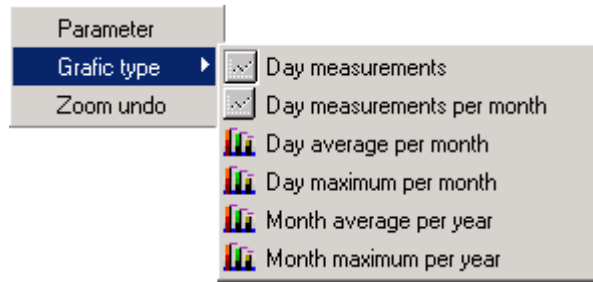 Parameter
Grafic type
Zoom undo
Day measurements
Day measurements per month
Day average per month
Day maximum per month
Month average per year
Month maximum per year